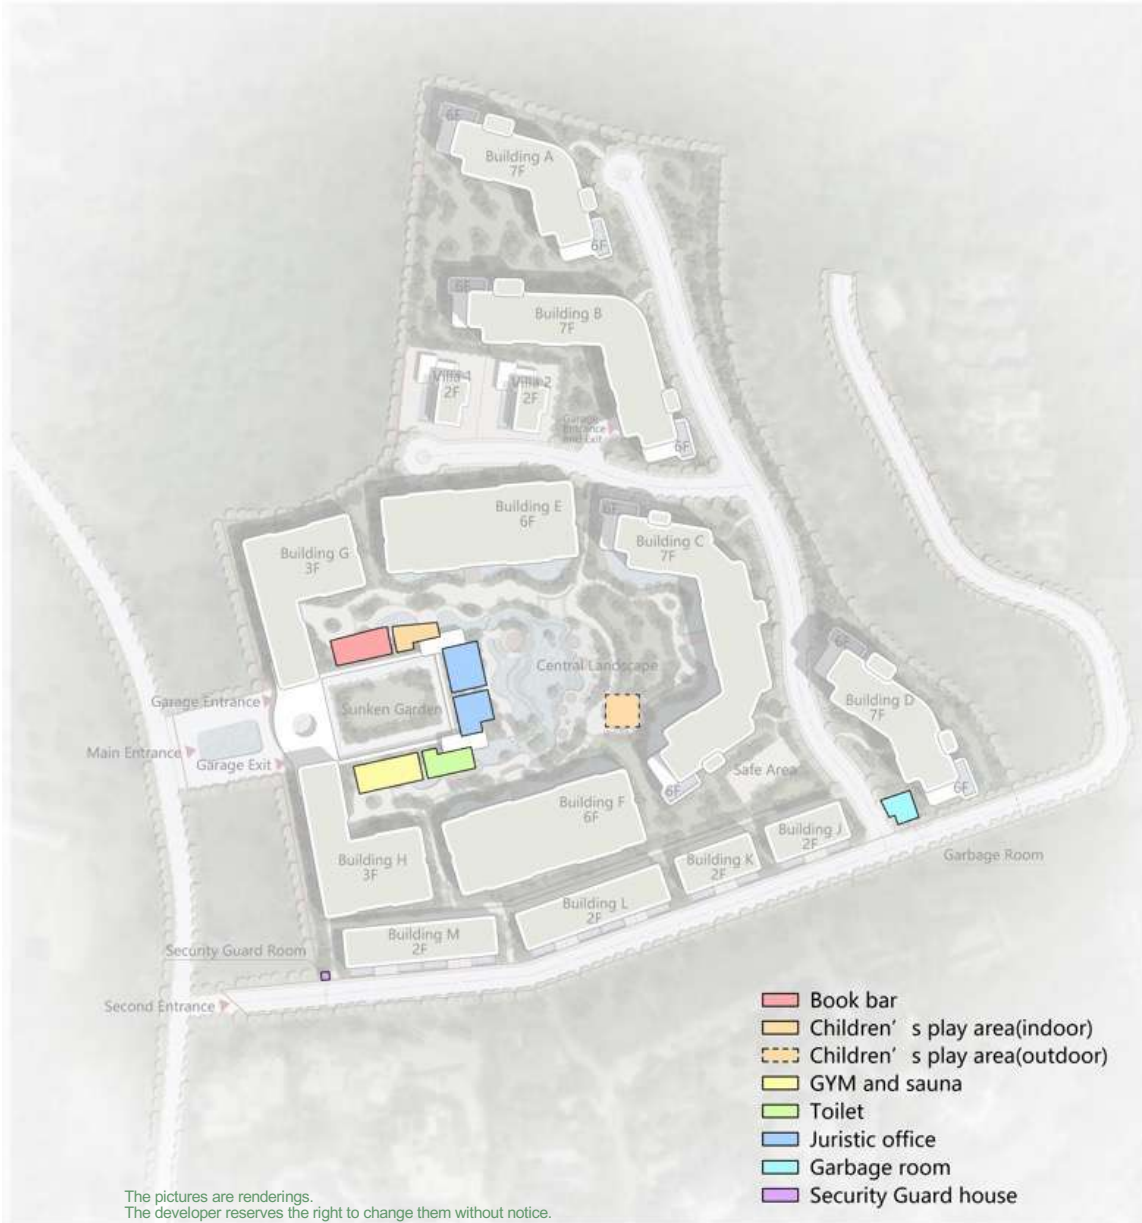 6F
Building A
7F
6F
6F
Building B
7F
Villa 1
2F
Villa 2
2F
Garage
Entrance
and Exit
6F
Building E
6F
6F
Building C
7F
Building G
3F
6F
Central Landscape
Garage Entrance
Sunken Garden
Building D
7F
Main Entrance
Garage Exit
Safe Area
6F
6F
Building F
6F
Building J
2F
Garbage Room
Building H
3F
Building K
2F
Building L
2F
Building M
2F
Security Guard Room
Second Entrance
Book bar
Children’ s play area(indoor)
Children’ s play area(outdoor)
GYM and sauna
Toilet
Juristic office
Garbage room
Security Guard house
The pictures are renderings.
The developer reserves the right to change them without notice.